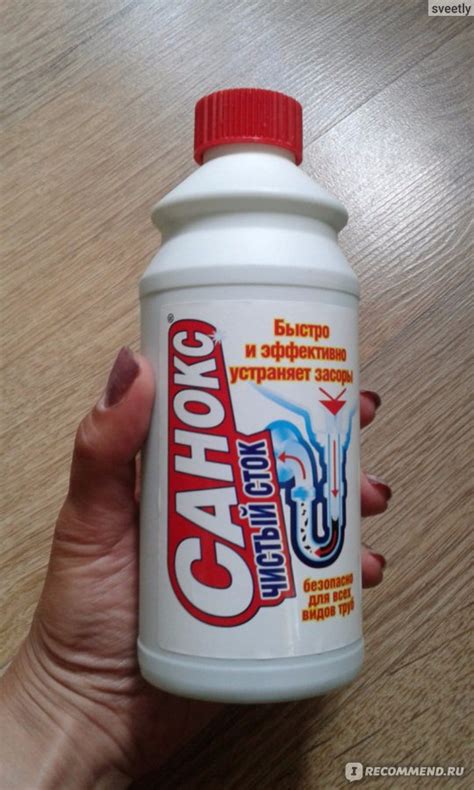 sveetly
САНОКС®
ЧИСТЫЙ СТОК
Быстро
и эффективно
устраняет засоры
безопасно
для всех
видов труб
I RECOMMEND.RU